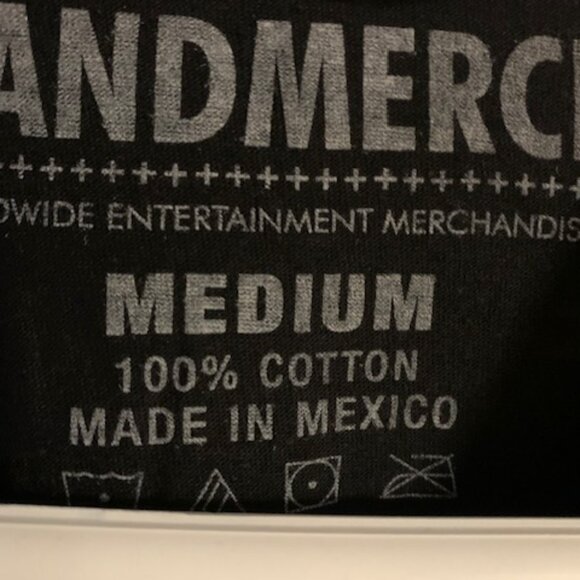 ANDMERC
++++++++++++++++++++
DWIDE ENTERTAINMENT MERCHANDIS
MEDIUM
100% COTTON
MADE IN MEXICO